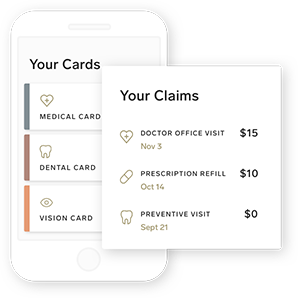 Your Cards
MEDICAL CARD
DENTAL CARD
VISION CARD
Your Claims
DOCTOR OFFICE VISIT $15
Nov 3
PRESCRIPTION REFILL $10
Oct 14
PREVENTIVE VISIT $0
Sept 21